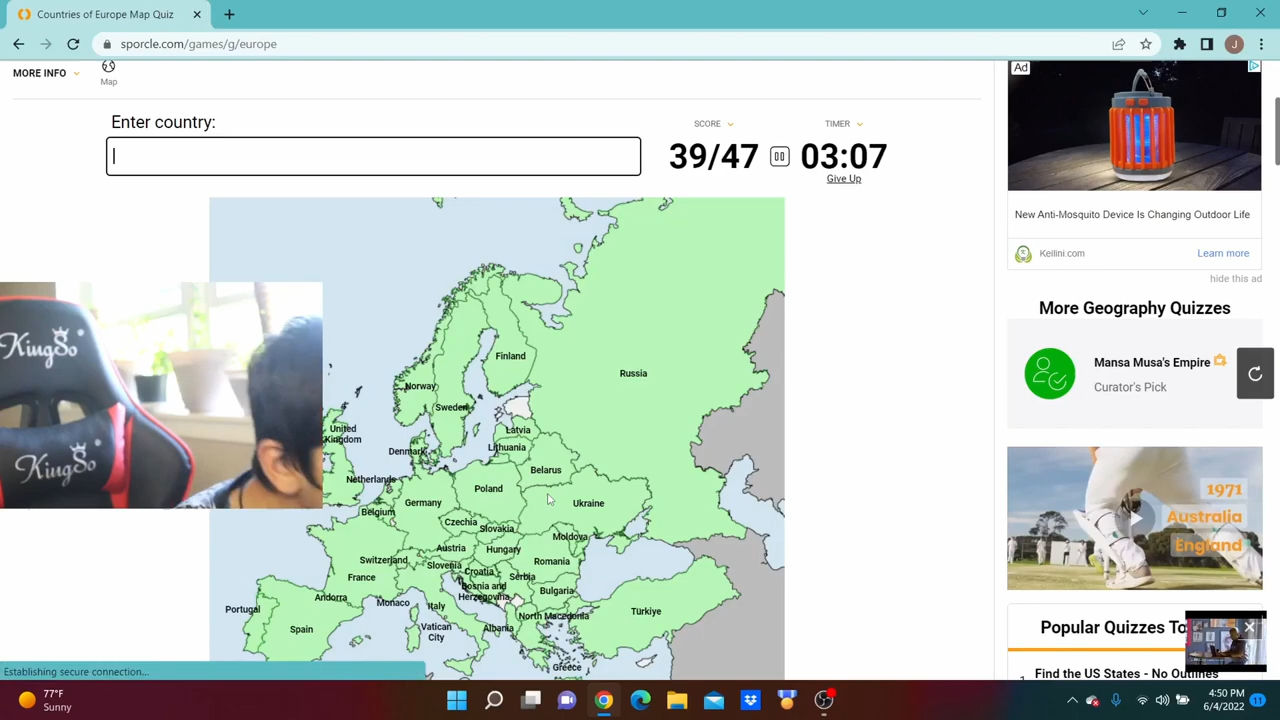 Countries of Europe Map Quiz
sporcle.com/games/g/europe
J
MORE INFO
Map
Enter country:
SCORE
39/47
TIMER
03:07
Give Up
Ad
New Anti-Mosquito Device Is Changing Outdoor Life
Keilini.com
Learn more
hide this ad
More Geography Quizzes
Mansa Musa's Empire
Curator's Pick
1971
Australia
England
Popular Quizzes To
1 Find the US States - No Outlines
KingSo
KingSo
Finland
Russia
Norway
Sweden
Latvia
United
Kingdom
Lithuania
Denmark
Belarus
Netherlands
Poland
Germany
Ukraine
Belgium
Czechia
Slovakia
Moldova
Austria
Hungary
Switzerland
Slovenia
Romania
Croatia
France
Serbia
Bosnia and
Herzegovina
Bulgaria
Andorra
Monaco
Italy
Portugal
North Macedonia
Türkiye
Spain
Vatican
City
Albania
Greece
Establishing secure connection...
77°F
Sunny
4:50 PM
6/4/2022